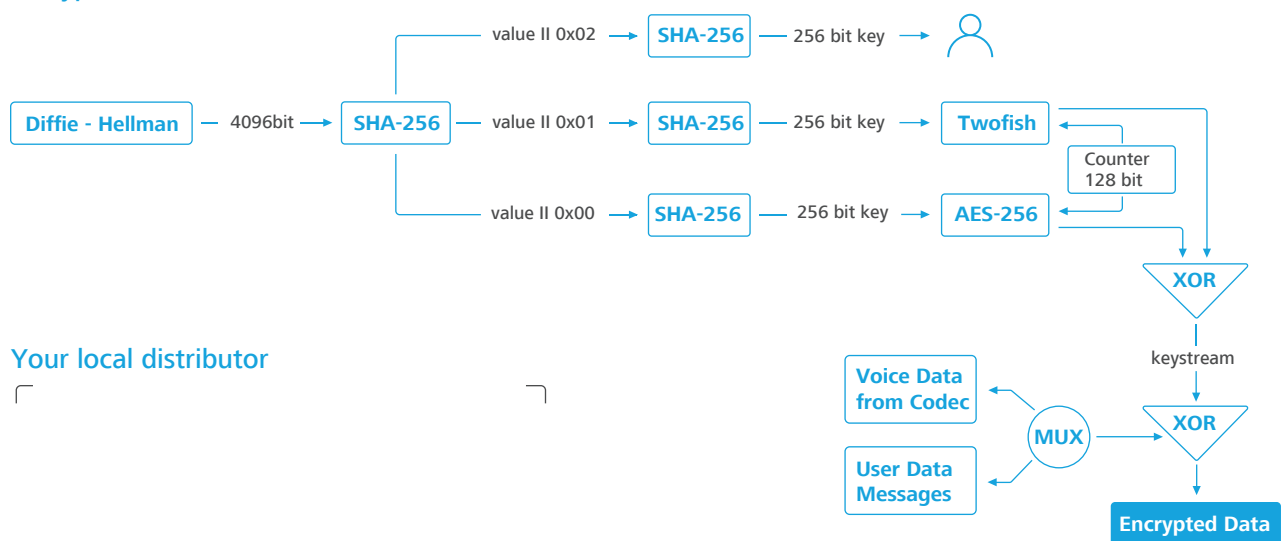 value II 0x02
SHA-256
256 bit key
Diffie - Hellman
4096bit
SHA-256
value II 0x01
SHA-256
256 bit key
Twofish
Counter
128 bit
value II 0x00
SHA-256
256 bit key
AES-256
XOR
keystream
Your local distributor
Voice Data
from Codec
MUX
XOR
User Data
Messages
Encrypted Data